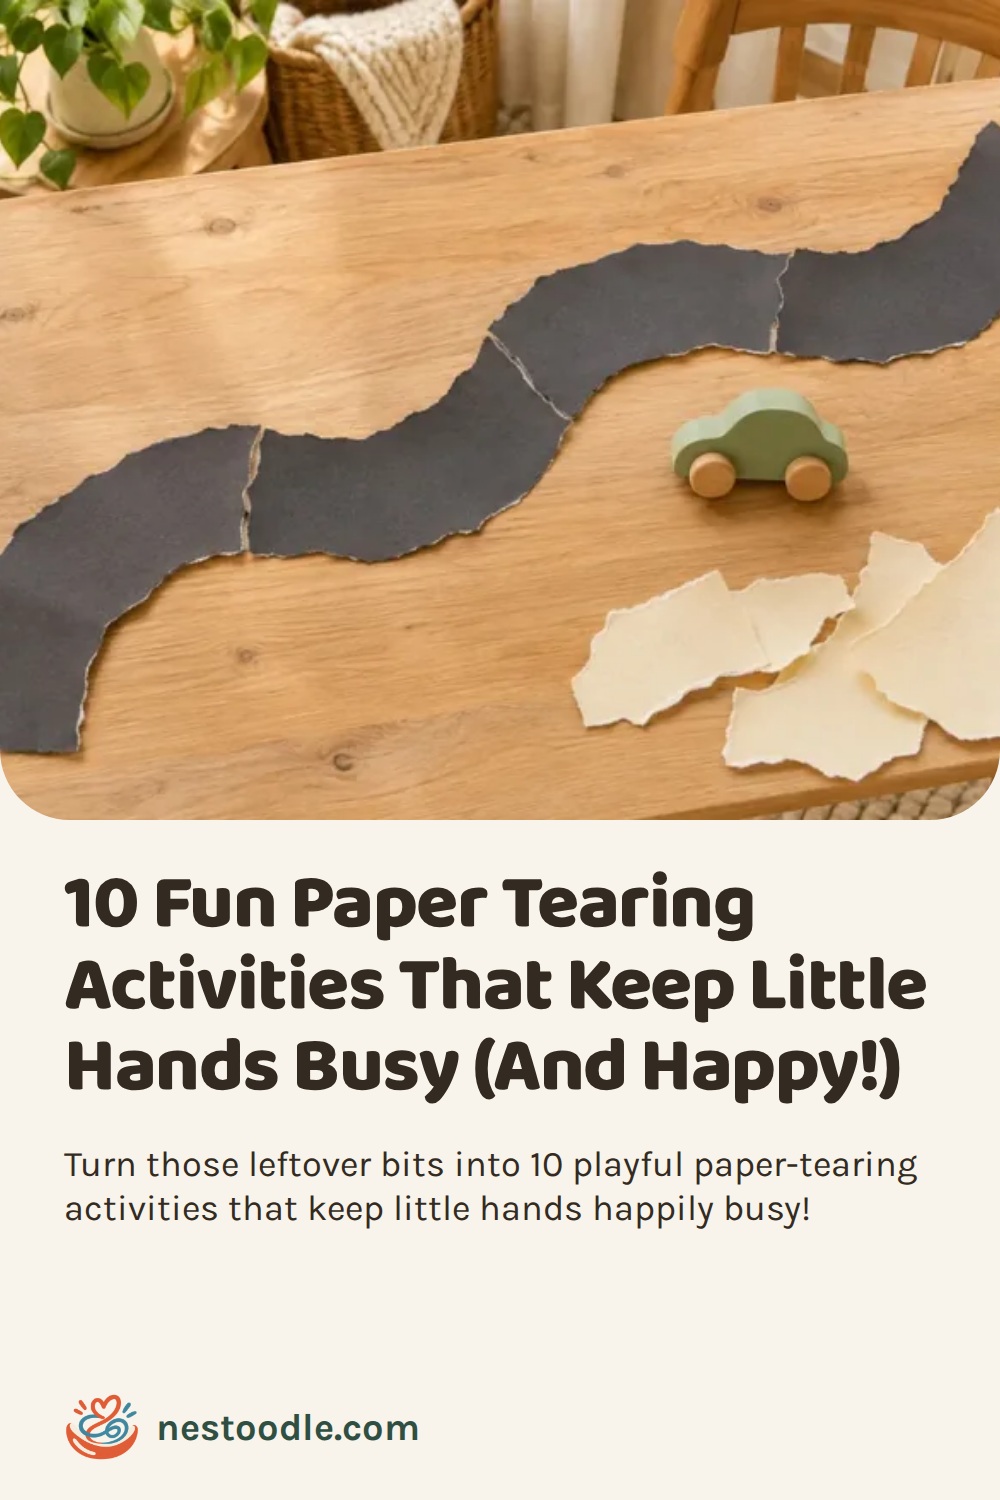 10 Fun Paper Tearing
Activities That Keep Little
Hands Busy (And Happy!)
Turn those leftover bits into 10 playful paper-tearing
activities that keep little hands happily busy!
nestoodle.com